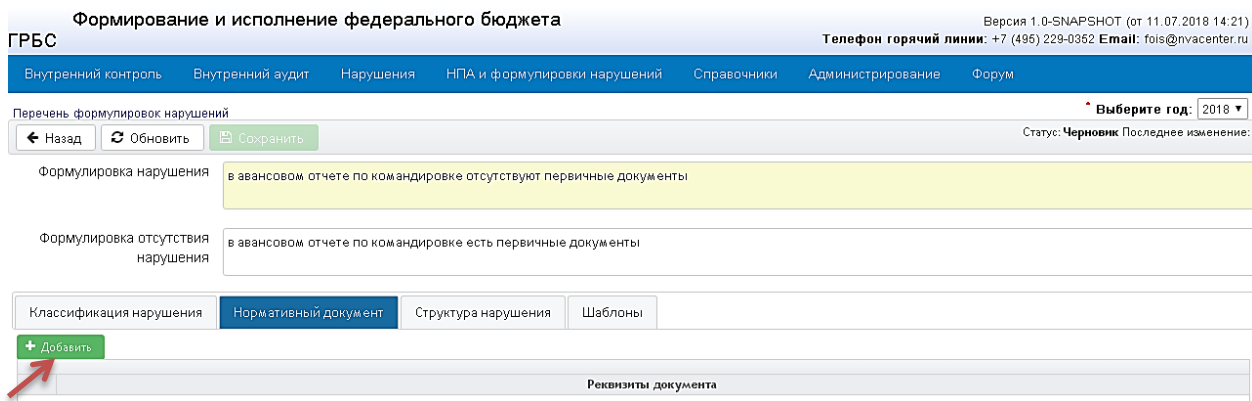 Формирование и исполнение федерального бюджета
Версия 1.0-SNAPSHOT (от 11.07.2018 14:21)
ГРБС
Телефон горячий линии: +7 (495) 229-0352 Email: fois@nvacenter.ru
Внутренний контроль Внутренний аудит Нарушения НПА и формулировки нарушений Справочники Администрирование Форум
Перечень формулировок нарушений
* Выберите год: 2018
Назад Обновить Сохранить
Статус: Черновик Последнее изменение:
Формулировка нарушения
в авансовом отчете по командировке отсутствуют первичные документы
Формулировка отсутствия
нарушения
в авансовом отчете по командировке есть первичные документы
Классификация нарушения Нормативный документ Структура нарушения Шаблоны
+ Добавить
Реквизиты документа